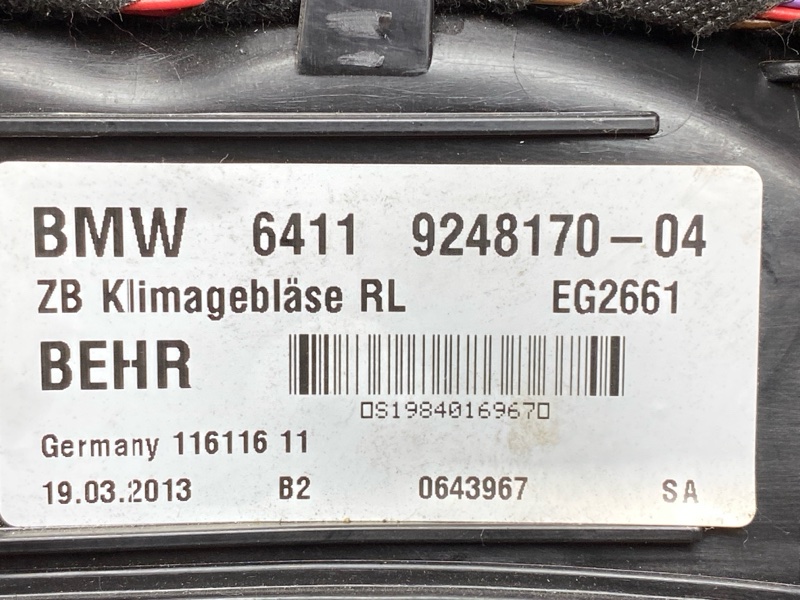 BMW 6411 9248170-04
ZB Klimagebläse RL EG2661
BEHR
0S19840169670
Germany 116116 11
19.03.2013 B2 0643967 SA